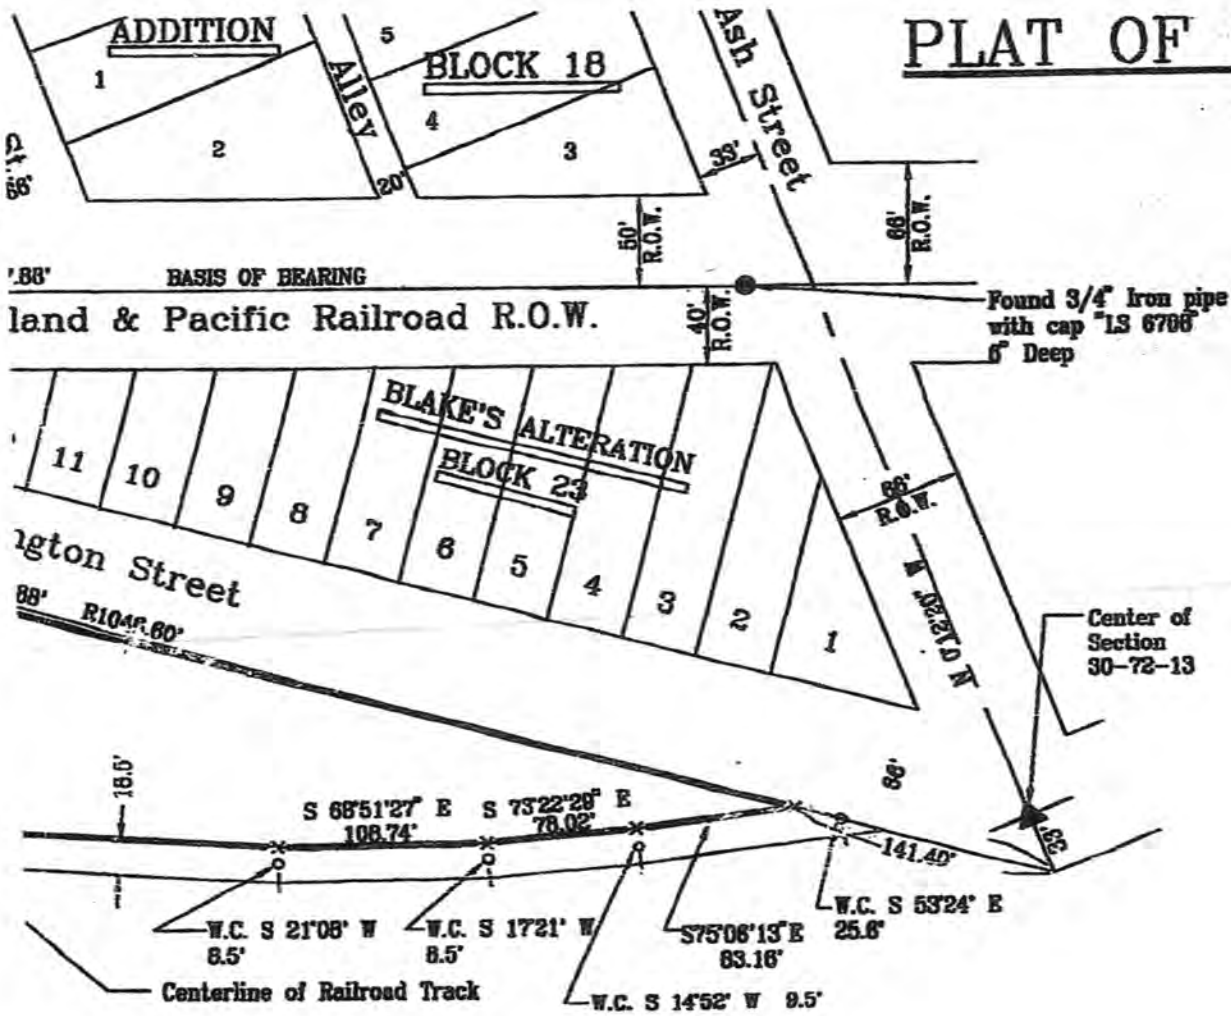 PLAT OF
ADDITION
BLOCK 18
Ash Street
Alley
1
2
5
4
3
20'
33'
50'
R.O.W.
66'
R.O.W.
.88'
BASIS OF BEARING
land & Pacific Railroad R.O.W.
40'
R.O.W.
Found 3/4" Iron pipe
with cap "LS 6706"
6" Deep
BLAKE'S ALTERATION
BLOCK 23
11
10
9
8
7
6
5
4
3
2
1
66'
R.O.W.
N 0°12'20" W
ngton Street
88'
R1046.60'
Center of
Section
30-72-13
18.5'
S 68°51'27" E
108.74'
S 73°22'29" E
78.02'
66'
33'
141.40'
W.C. S 21°08' W
8.5'
W.C. S 17°21' W
8.5'
S75°06'13" E
83.16'
W.C. S 53°24' E
25.6'
W.C. S 14°52' W 9.5'
Centerline of Railroad Track